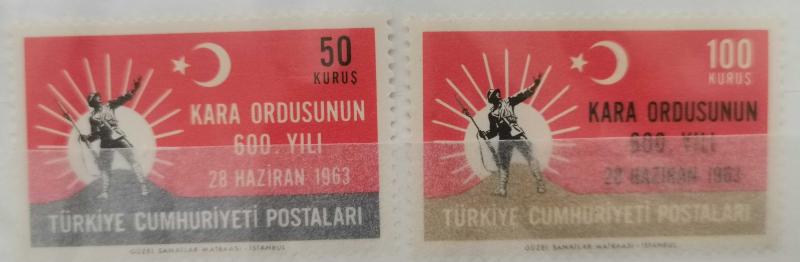 50
KURUŞ
KARA ORDUSUNUN
600. YILI
28 HAZİRAN 1963
TÜRKİYE CUMHURİYETİ POSTALARI
GÜZEL SANATLAR MATBAASI - İSTANBUL
100
KURUŞ
KARA ORDUSUNUN
600. YILI
28 HAZİRAN 1963
TÜRKİYE CUMHURİYETİ POSTALARI
GÜZEL SANATLAR MATBAASI - İSTANBUL